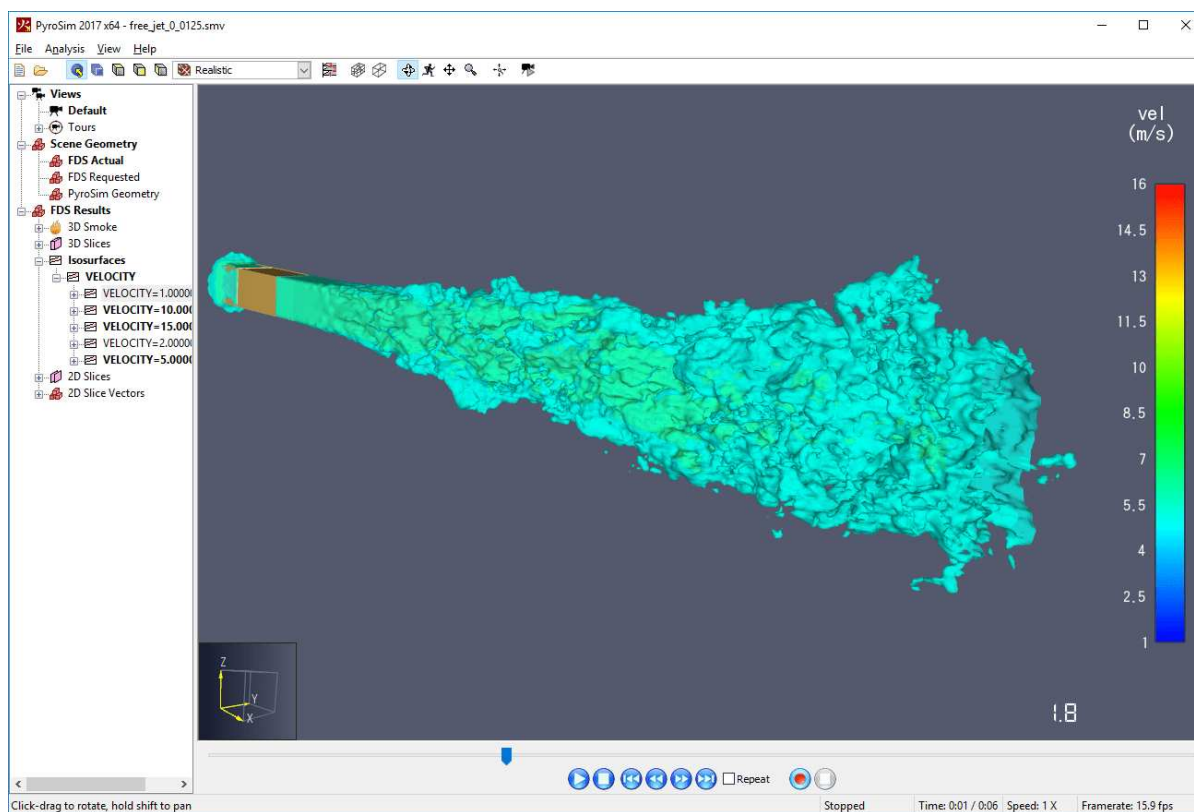 PyroSim 2017 x64 - free_jet_0_0125.smv
File Analysis View Help
Realistic
Views
Default
Tours
Scene Geometry
FDS Actual
FDS Requested
PyroSim Geometry
FDS Results
3D Smoke
3D Slices
Isosurfaces
VELOCITY
VELOCITY=1.0000
VELOCITY=10.000
VELOCITY=15.000
VELOCITY=2.0000
VELOCITY=5.0000
2D Slices
2D Slice Vectors
vel
(m/s)
16
14.5
13
11.5
10
8.5
7
5.5
4
2.5
1
Z
Y
X
1.8
Repeat
Click-drag to rotate, hold shift to pan
Stopped Time: 0:01 / 0:06 Speed: 1 X Framerate: 15.9 fps